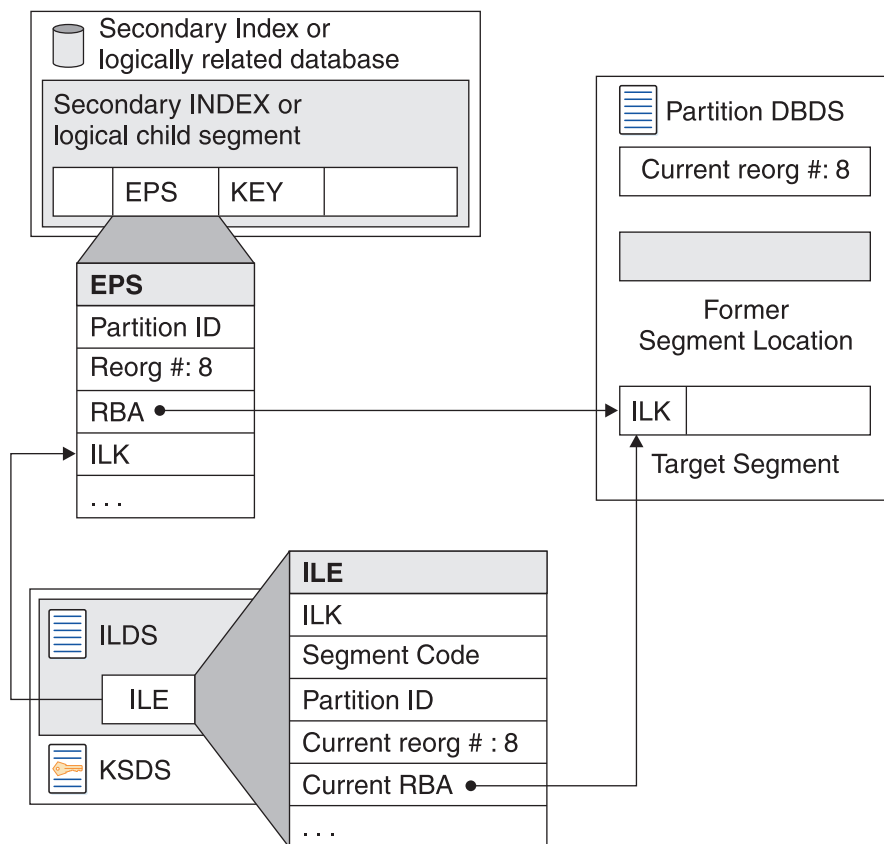 Secondary Index or
logically related database
Secondary INDEX or
logical child segment
EPS KEY
EPS
Partition ID
Reorg #: 8
RBA
ILK
. . .
Partition DBDS
Current reorg #: 8
Former
Segment Location
ILK
Target Segment
ILDS
ILE
KSDS
ILE
ILK
Segment Code
Partition ID
Current reorg # : 8
Current RBA
. . .